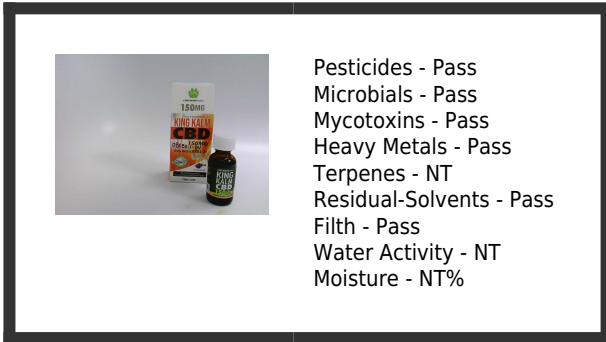 150MG
KING KALM
CBD
KING
KALM
CBD
Pesticides - Pass
Microbials - Pass
Mycotoxins - Pass
Heavy Metals - Pass
Terpenes - NT
Residual-Solvents - Pass
Filth - Pass
Water Activity - NT
Moisture - NT%